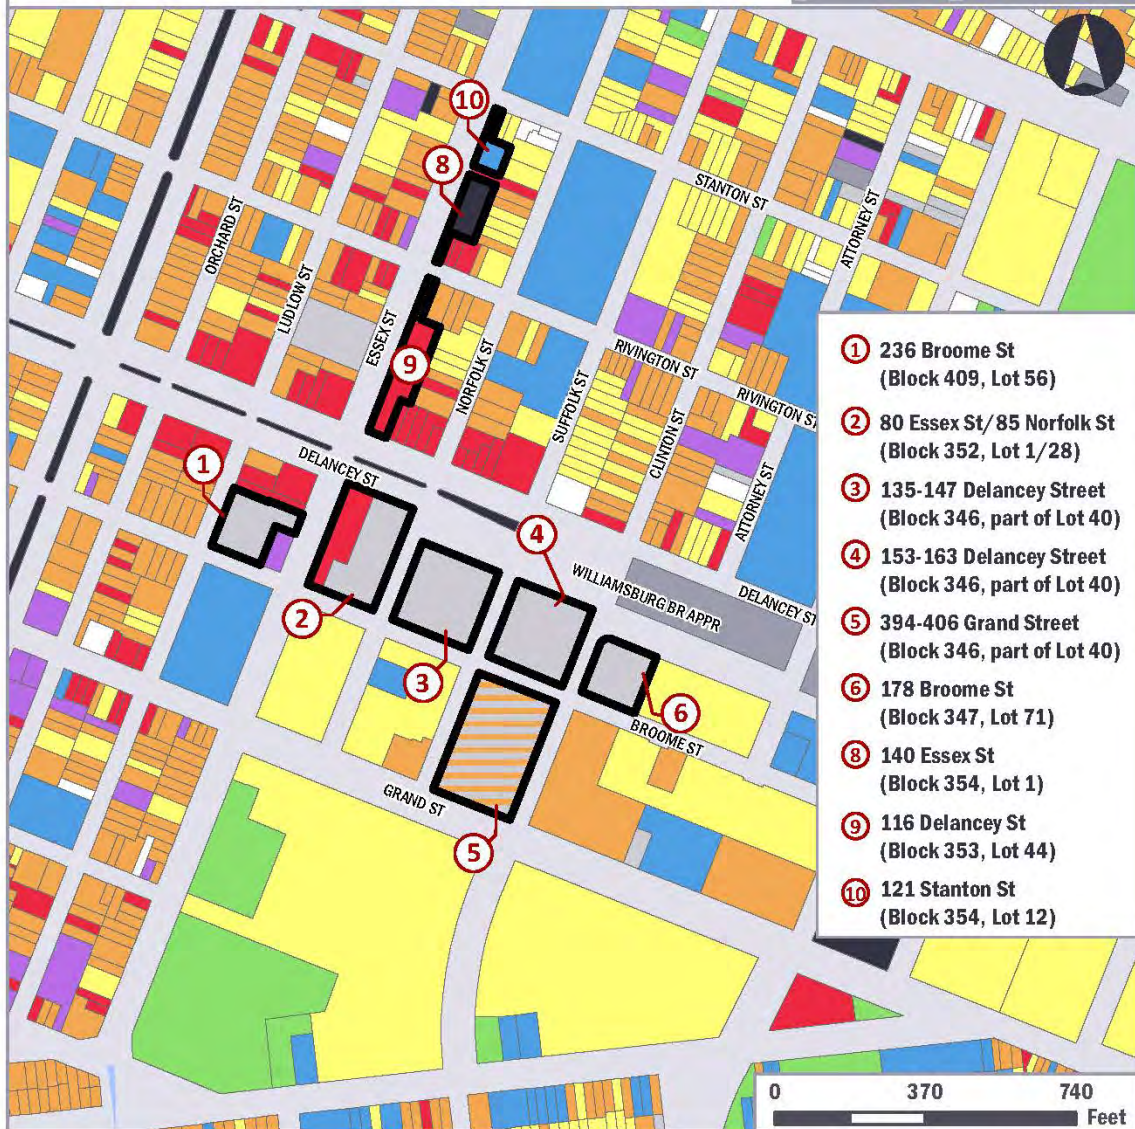 10
8
STANTON ST
ATTORNEY ST
ORCHARD ST
LUDLOW ST
ESSEX ST
9
NORFOLK ST
RIVINGTON ST
SUFFOLK ST
RIVINGTON ST
CLINTON ST
1
DELANCEY ST
ATTORNEY ST
4
WILLIAMSBURG BR APPR
DELANCEY ST
2
3
6
BROOME ST
GRAND ST
5
1 236 Broome St
(Block 409, Lot 56)
2 80 Essex St/85 Norfolk St
(Block 352, Lot 1/28)
3 135-147 Delancey Street
(Block 346, part of Lot 40)
4 153-163 Delancey Street
(Block 346, part of Lot 40)
5 394-406 Grand Street
(Block 346, part of Lot 40)
6 178 Broome St
(Block 347, Lot 71)
8 140 Essex St
(Block 354, Lot 1)
9 116 Delancey St
(Block 353, Lot 44)
10 121 Stanton St
(Block 354, Lot 12)
0 370 740
Feet